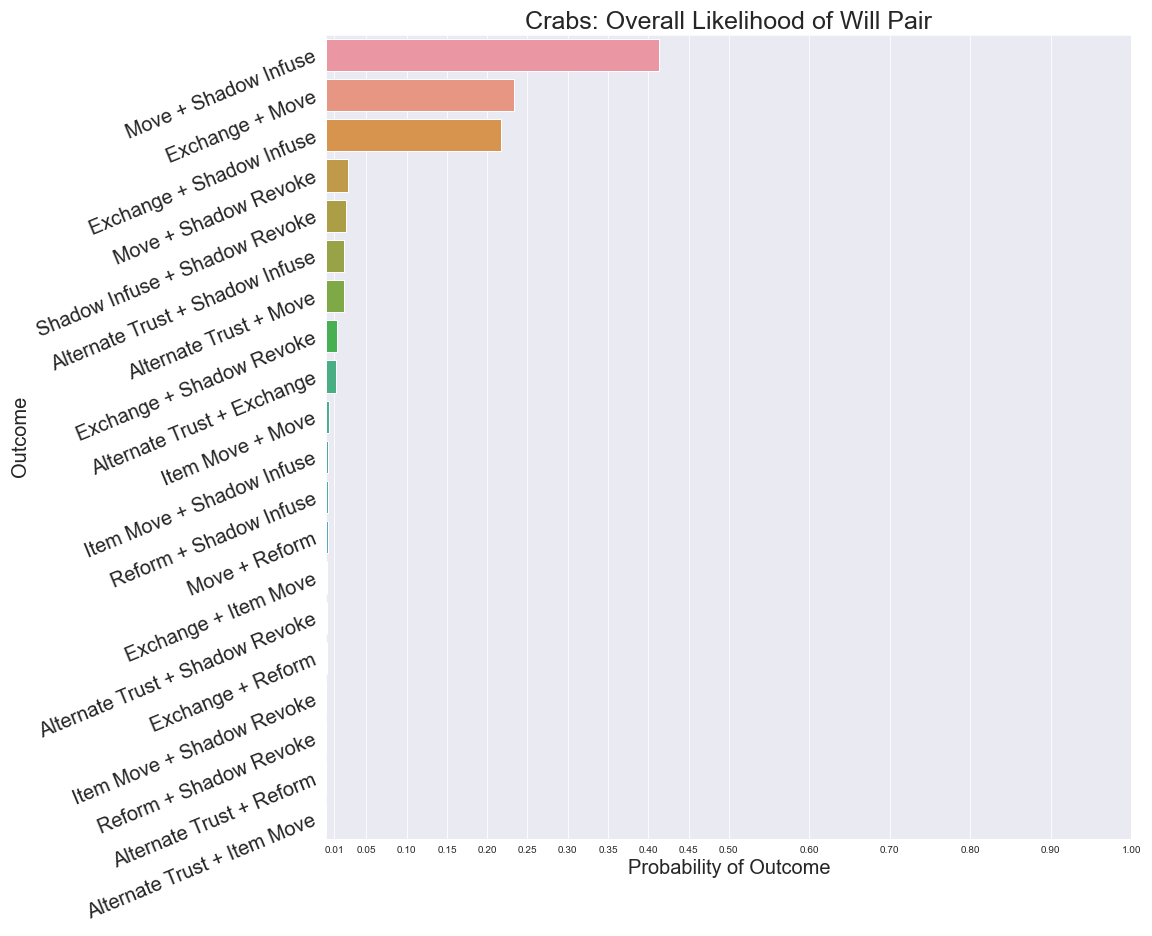 Crabs: Overall Likelihood of Will Pair
Move + Shadow Infuse
Exchange + Move
Exchange + Shadow Infuse
Move + Shadow Revoke
Shadow Infuse + Shadow Revoke
Alternate Trust + Shadow Infuse
Alternate Trust + Move
Exchange + Shadow Revoke
Alternate Trust + Exchange
Item Move + Move
Item Move + Shadow Infuse
Reform + Shadow Infuse
Move + Reform
Exchange + Item Move
Alternate Trust + Shadow Revoke
Exchange + Reform
Item Move + Shadow Revoke
Reform + Shadow Revoke
Alternate Trust + Reform
Alternate Trust + Item Move
Outcome
0.01 0.05 0.10 0.15 0.20 0.25 0.30 0.35 0.40 0.45 0.50 0.60 0.70 0.80 0.90 1.00
Probability of Outcome